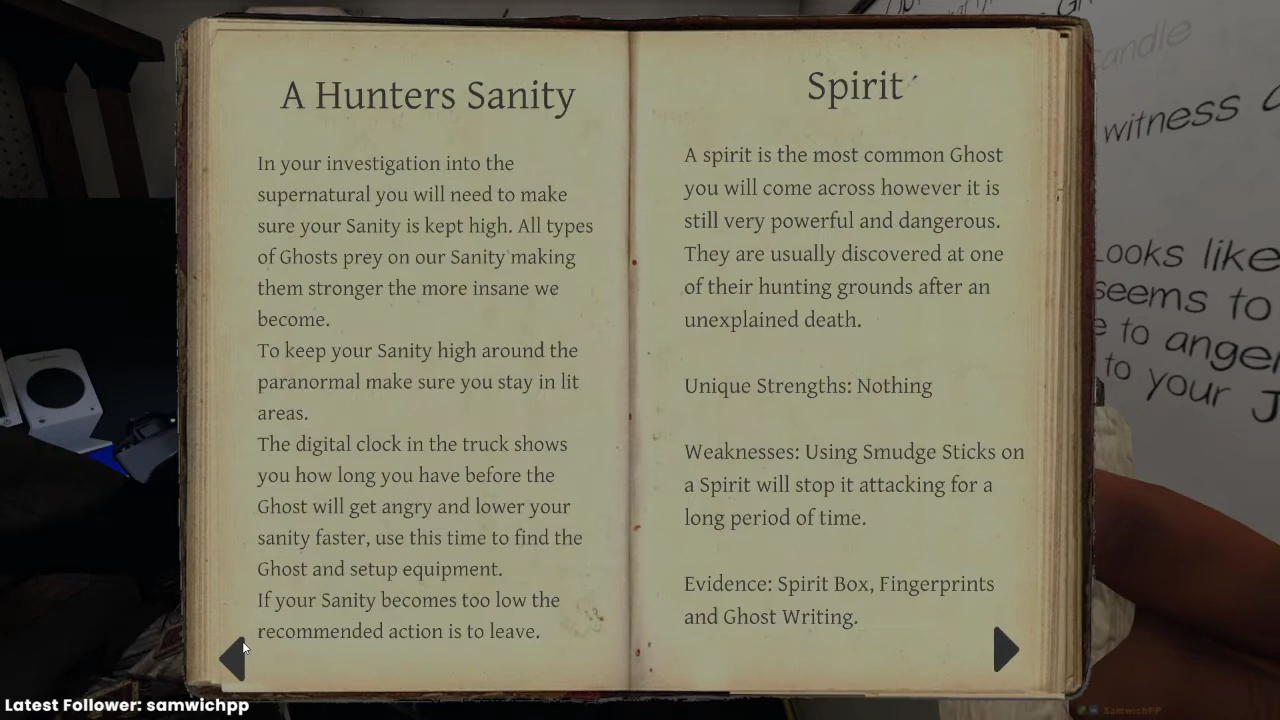 A Hunters Sanity
In your investigation into the
supernatural you will need to make
sure your Sanity is kept high. All types
of Ghosts prey on our Sanity making
them stronger the more insane we
become.
To keep your Sanity high around the
paranormal make sure you stay in lit
areas.
The digital clock in the truck shows
you how long you have before the
Ghost will get angry and lower your
sanity faster, use this time to find the
Ghost and setup equipment.
If your Sanity becomes too low the
recommended action is to leave.
Spirit
A spirit is the most common Ghost
you will come across however it is
still very powerful and dangerous.
They are usually discovered at one
of their hunting grounds after an
unexplained death.
Unique Strengths: Nothing
Weaknesses: Using Smudge Sticks on
a Spirit will stop it attacking for a
long period of time.
Evidence: Spirit Box, Fingerprints
and Ghost Writing.
candle
witness
Looks like
seems to
to anger
to your J
Latest Follower: samwichpp
SamwichPP